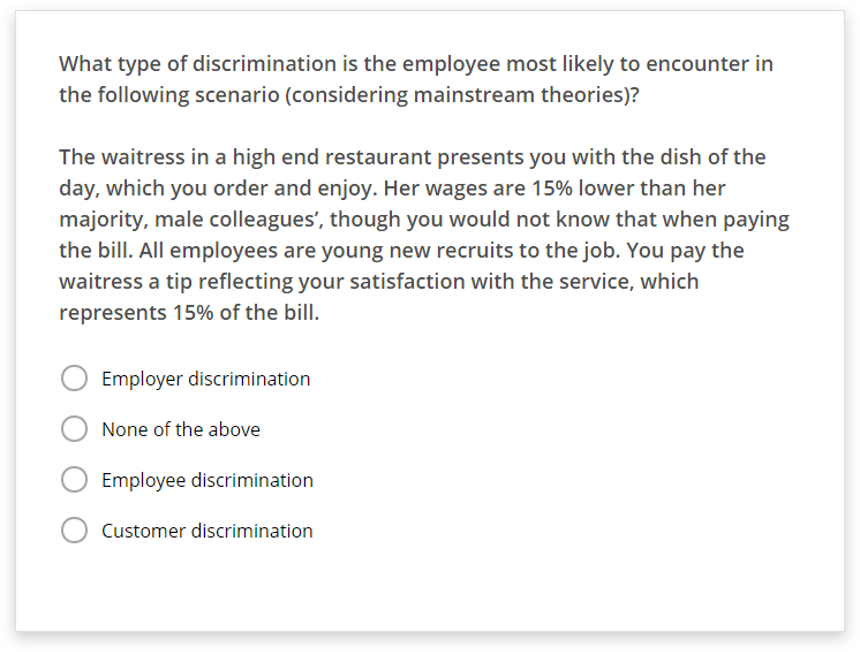 What type of discrimination is the employee most likely to encounter in
the following scenario (considering mainstream theories)?
The waitress in a high end restaurant presents you with the dish of the
day, which you order and enjoy. Her wages are 15% lower than her
majority, male colleagues’, though you would not know that when paying
the bill. All employees are young new recruits to the job. You pay the
waitress a tip reflecting your satisfaction with the service, which
represents 15% of the bill.
Employer discrimination
None of the above
Employee discrimination
Customer discrimination